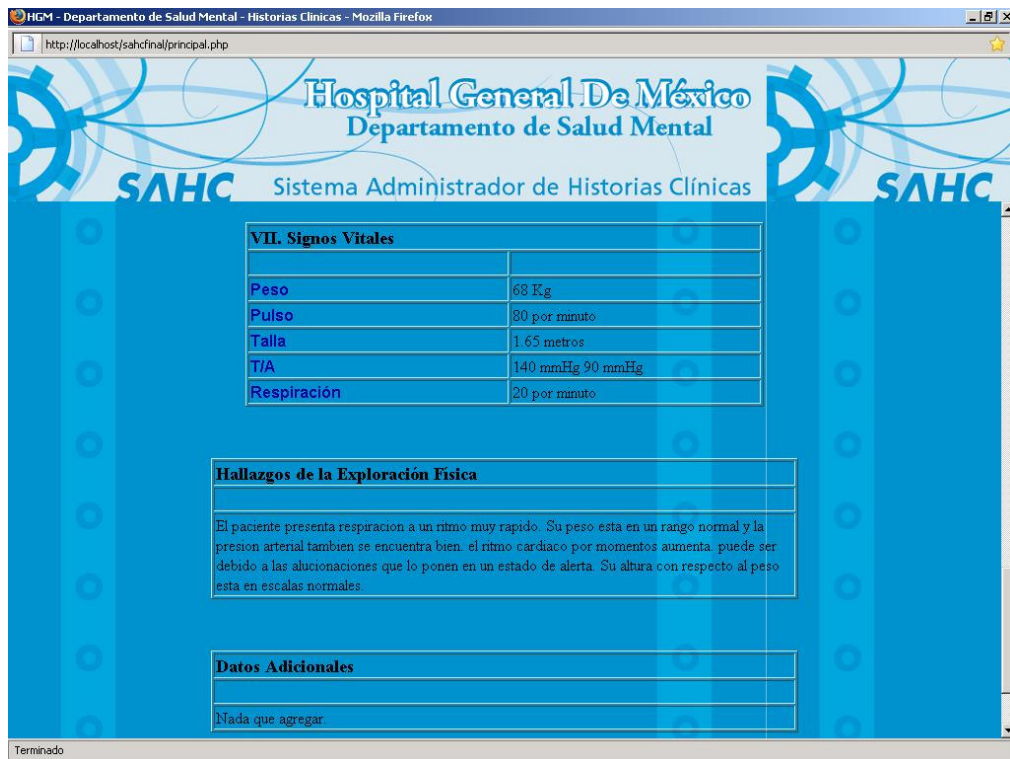 HGM - Departamento de Salud Mental - Historias Clinicas - Mozilla Firefox
http://localhost/sahcfinal/principal.php
Hospital General De México
Departamento de Salud Mental
SAHC
Sistema Administrador de Historias Clínicas
SAHC
VII. Signos Vitales
Peso 68 Kg
Pulso 80 por minuto
Talla 1.65 metros
T/A 140 mmHg 90 mmHg
Respiración 20 por minuto
Hallazgos de la Exploración Física
El paciente presenta respiracion a un ritmo muy rapido. Su peso esta en un rango normal y la
presion arterial tambien se encuentra bien. el ritmo cardiaco por momentos aumenta. puede ser
debido a las alucionaciones que lo ponen en un estado de alerta. Su altura con respecto al peso
esta en escalas normales.
Datos Adicionales
Nada que agregar.
Terminado